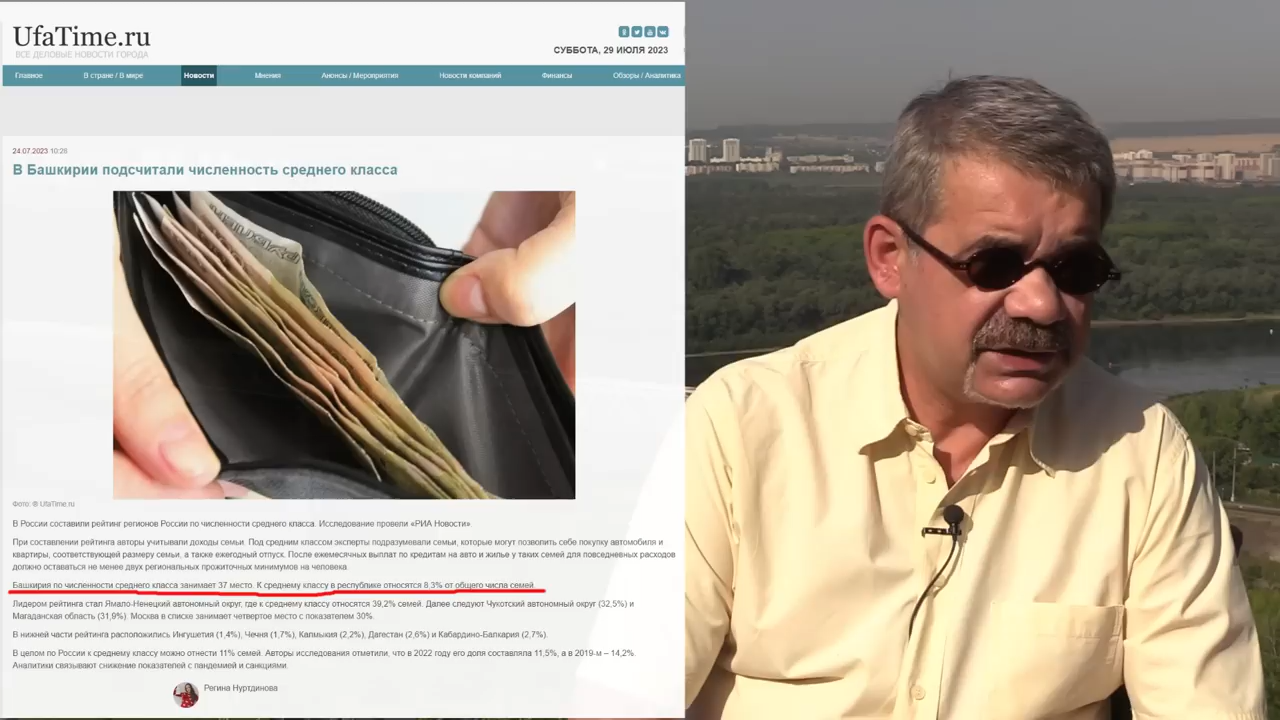 UfaTime.ru
ВСЕ ДЕЛОВЫЕ НОВОСТИ ГОРОДА
СУББОТА, 29 ИЮЛЯ 2023
Главное В стране / В мире Новости Мнения Анонсы / Мероприятия Новости компаний Финансы Обзоры / Аналитика
24.07.2023 10:28
В Башкирии подсчитали численность среднего класса
Фото: © UfaTime.ru
В России составили рейтинг регионов России по численности среднего класса. Исследование провели «РИА Новости».
При составлении рейтинга авторы учитывали доходы семьи. Под средним классом эксперты подразумевали семьи, которые могут позволить себе покупку автомобиля и
квартиры, соответствующей размеру семьи, а также ежегодный отпуск. После ежемесячных выплат по кредитам на авто и жилье у таких семей для повседневных расходов
должно оставаться не менее двух региональных прожиточных минимумов на человека.
Башкирия по численности среднего класса занимает 37 место. К среднему классу в республике относятся 8,3% от общего числа семей.
Лидером рейтинга стал Ямало-Ненецкий автономный округ, где к среднему классу относятся 39,2% семей. Далее следуют Чукотский автономный округ (32,5%) и
Магаданская область (31,9%). Москва в списке занимает четвертое место с показателем 30%.
В нижней части рейтинга расположились Ингушетия (1,4%), Чечня (1,7%), Калмыкия (2,2%), Дагестан (2,6%) и Кабардино-Балкария (2,7%).
В целом по России к среднему классу можно отнести 11% семей. Авторы исследования отметили, что в 2022 году его доля составляла 11,5%, а в 2019-м – 14,2%.
Аналитики связывают снижение показателей с пандемией и санкциями.
Регина Нуртдинова